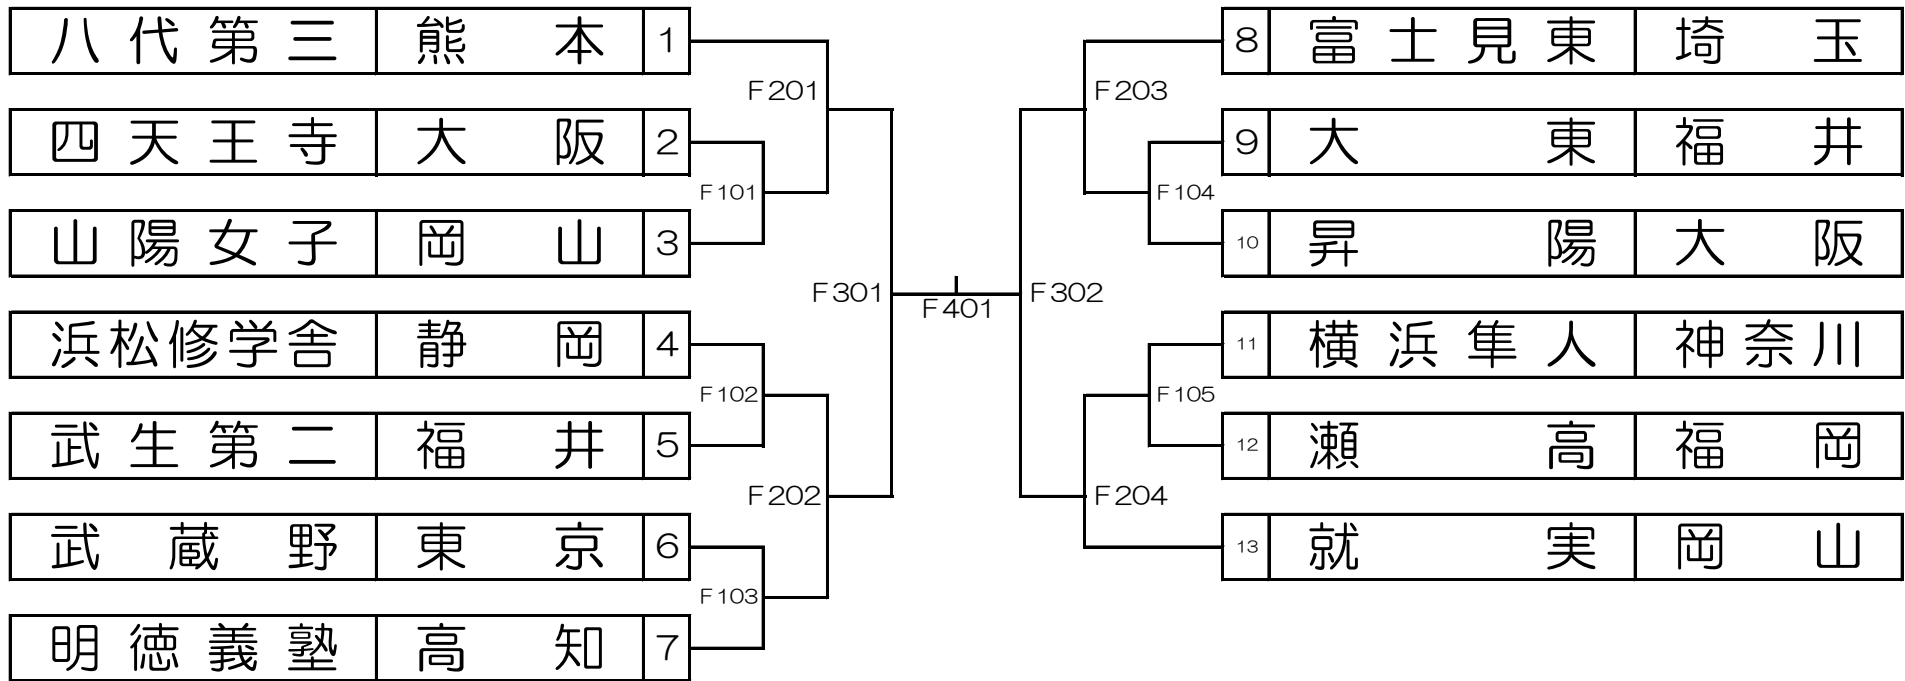 八代第三 熊本 1
F201
四天王寺 大阪 2
F101
山陽女子 岡山 3
F301
浜松修学舎 静岡 4
F102
武生第二 福井 5
F202
武蔵野 東京 6
F103
明徳義塾 高知 7
F401
8 富士見東 埼玉
F203
9 大東 福井
F104
10 昇陽 大阪
F302
11 横浜隼人 神奈川
F105
12 瀬高 福岡
F204
13 就実 岡山